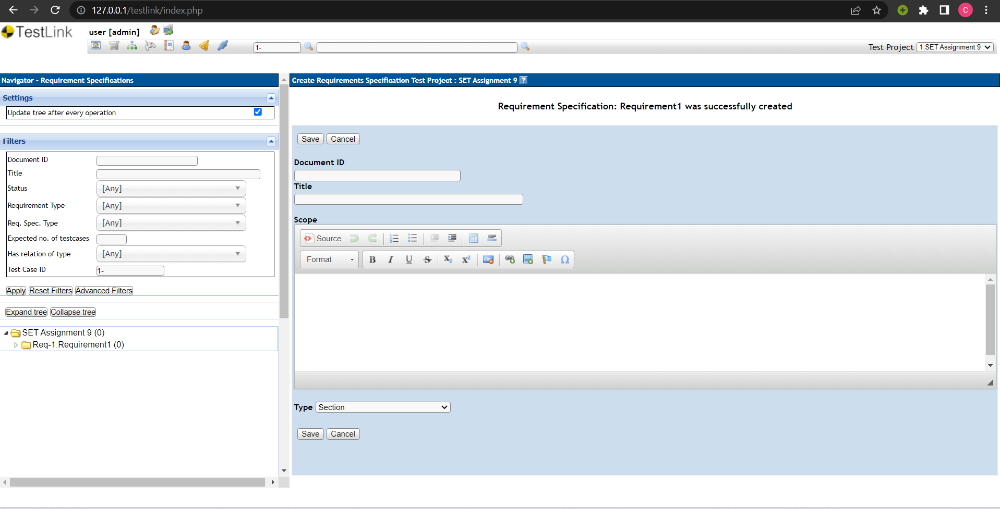 127.0.0.1/testlink/index.php
C
TestLink
user [admin]
1-
Test Project 1:SET Assignment 9
Navigator - Requirement Specifications
Settings
Update tree after every operation
Filters
Document ID
Title
Status [Any]
Requirement Type [Any]
Req. Spec. Type [Any]
Expected no. of testcases
Has relation of type [Any]
Test Case ID 1-
Apply Reset Filters Advanced Filters
Expand tree Collapse tree
SET Assignment 9 (0)
Req-1:Requirement1 (0)
Create Requirements Specification Test Project : SET Assignment 9 ?
Requirement Specification: Requirement1 was successfully created
Save Cancel
Document ID
Title
Scope
Source
Format B I U S X2 X2 HTML Ω
Type Section
Save Cancel